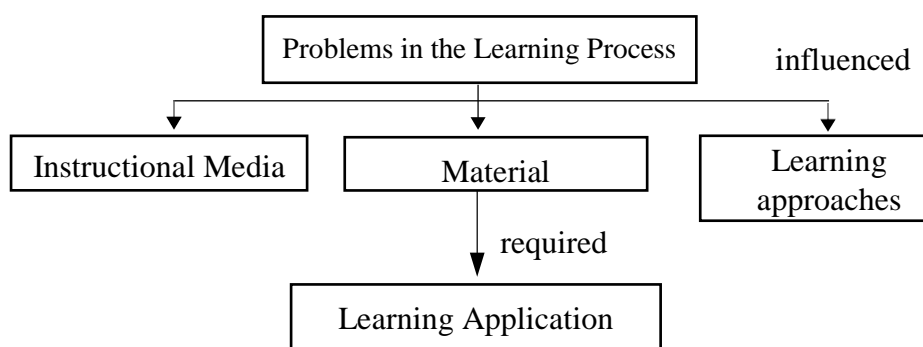 Problems in the Learning Process
influenced
Instructional Media
Material
Learning
approaches
required
Learning Application